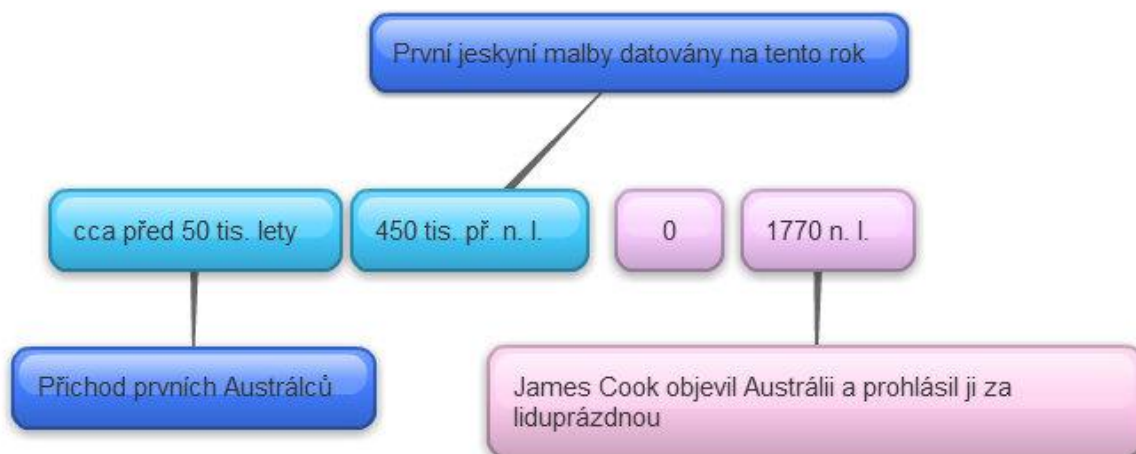 První jeskyní malby datovány na tento rok
cca před 50 tis. lety
450 tis. př. n. l.
0
1770 n. l.
Příchod prvních Austrálců
James Cook objevil Austrálii a prohlásil ji za
liduprázdnou